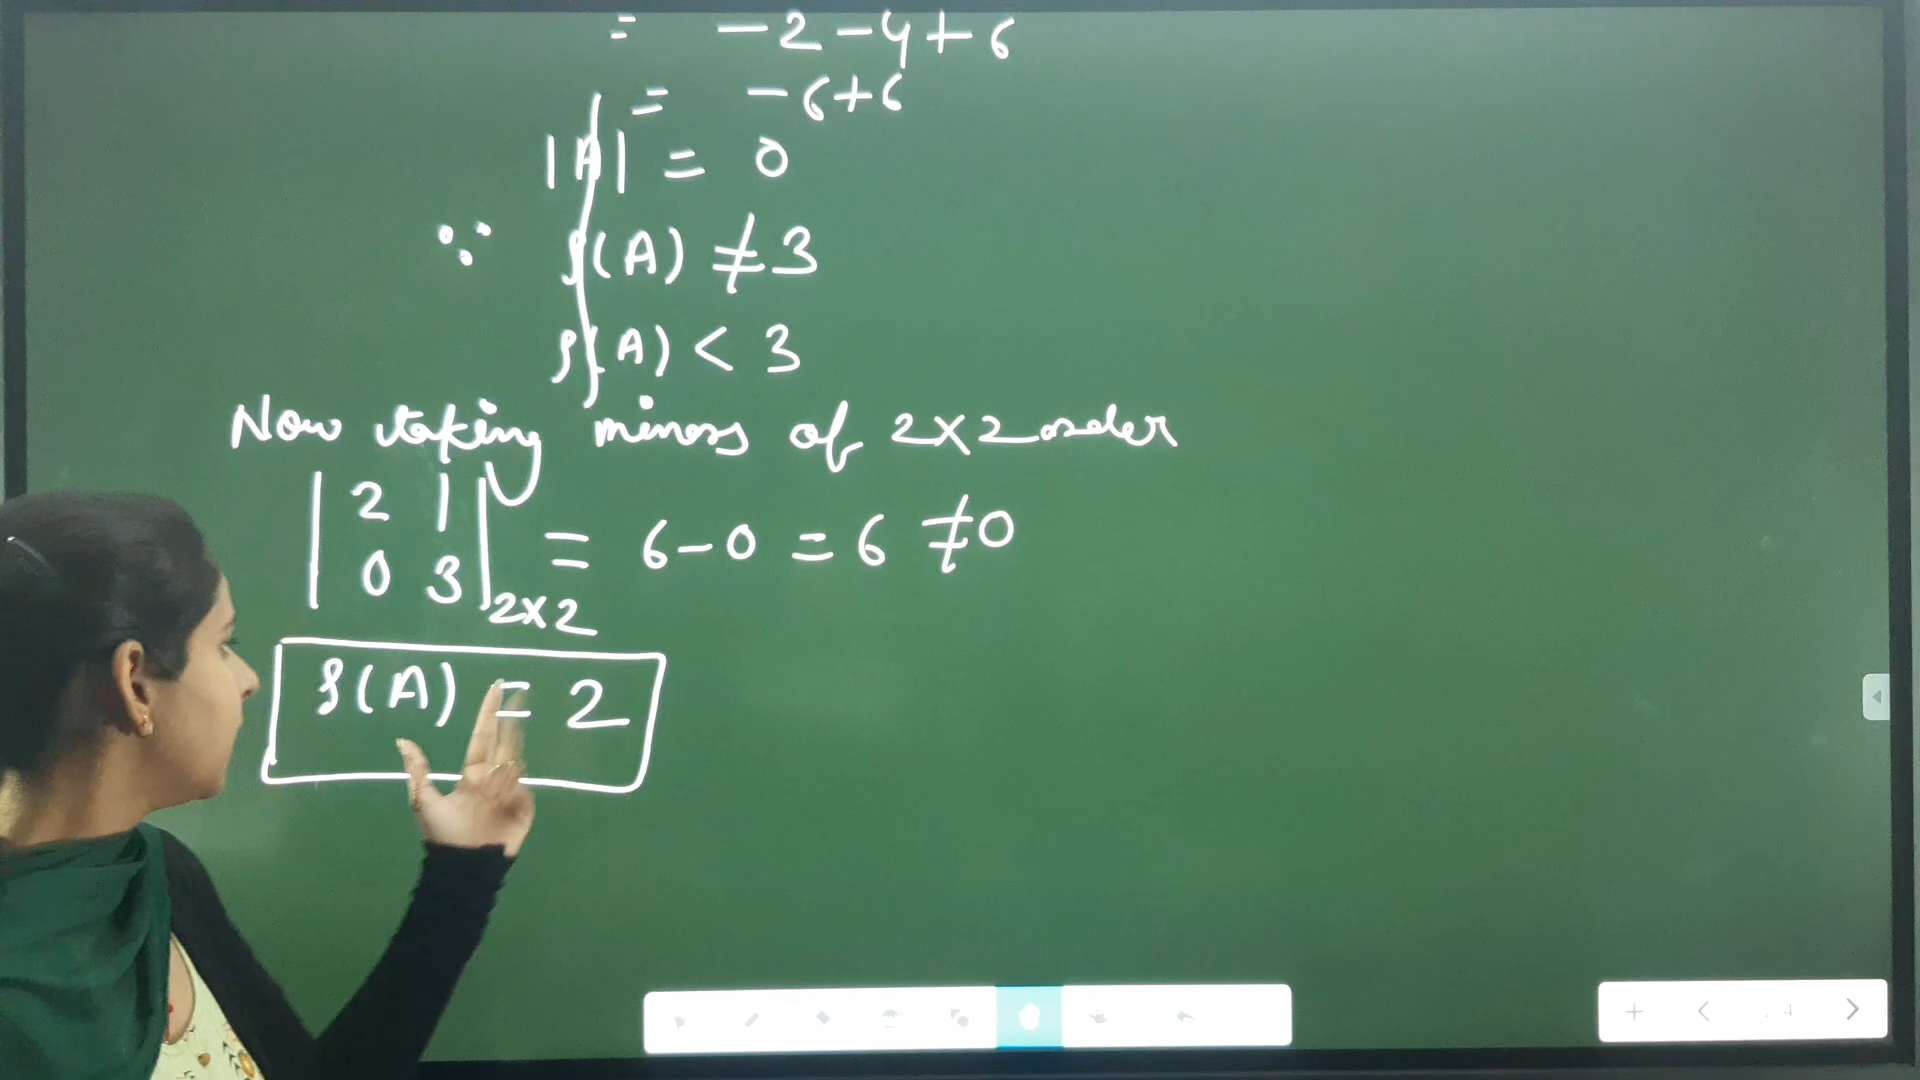 = -2-4+6
= -6+6
|A| = 0
∵ ρ(A) ≠ 3
ρ(A) < 3
Now taking minors of 2×2 order
|2 1|
|0 3| 2×2 = 6-0 = 6 ≠0
ρ(A) = 2